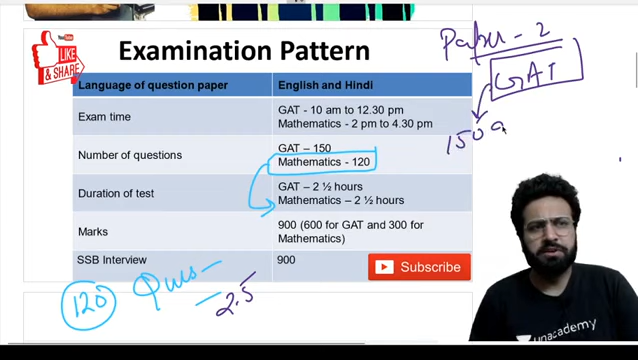 LIKE
& SHARE
Examination Pattern
Paper - 2
GAT
150 q
Language of question paper English and Hindi
Exam time GAT - 10 am to 12.30 pm
Mathematics - 2 pm to 4.30 pm
Number of questions GAT – 150
Mathematics - 120
Duration of test GAT – 2 ½ hours
Mathematics – 2 ½ hours
Marks 900 (600 for GAT and 300 for
Mathematics)
SSB Interview 900
Subscribe
120 Ques –
– 2.5
unacademy